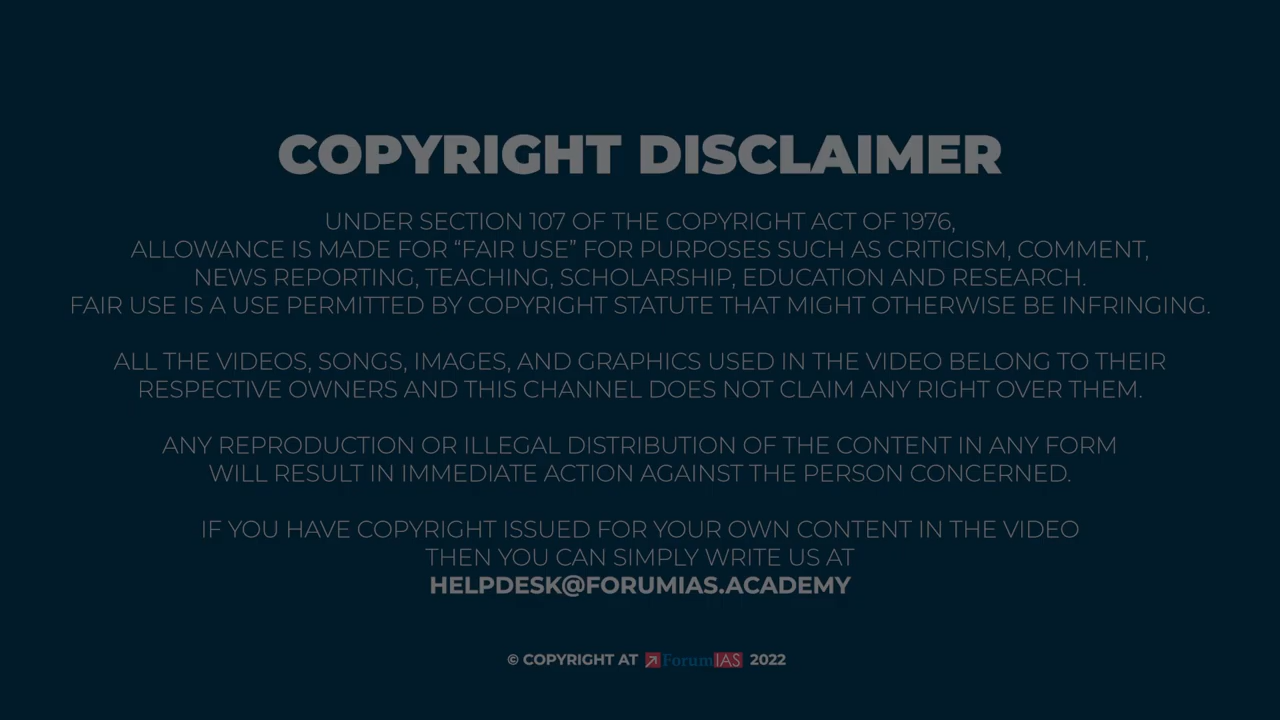 COPYRIGHT DISCLAIMER
UNDER SECTION 107 OF THE COPYRIGHT ACT OF 1976,
ALLOWANCE IS MADE FOR “FAIR USE” FOR PURPOSES SUCH AS CRITICISM, COMMENT,
NEWS REPORTING, TEACHING, SCHOLARSHIP, EDUCATION AND RESEARCH.
FAIR USE IS A USE PERMITTED BY COPYRIGHT STATUTE THAT MIGHT OTHERWISE BE INFRINGING.
ALL THE VIDEOS, SONGS, IMAGES, AND GRAPHICS USED IN THE VIDEO BELONG TO THEIR
RESPECTIVE OWNERS AND THIS CHANNEL DOES NOT CLAIM ANY RIGHT OVER THEM.
ANY REPRODUCTION OR ILLEGAL DISTRIBUTION OF THE CONTENT IN ANY FORM
WILL RESULT IN IMMEDIATE ACTION AGAINST THE PERSON CONCERNED.
IF YOU HAVE COPYRIGHT ISSUED FOR YOUR OWN CONTENT IN THE VIDEO
THEN YOU CAN SIMPLY WRITE US AT
HELPDESK@FORUMIAS.ACADEMY
© COPYRIGHT AT ForumIAS 2022